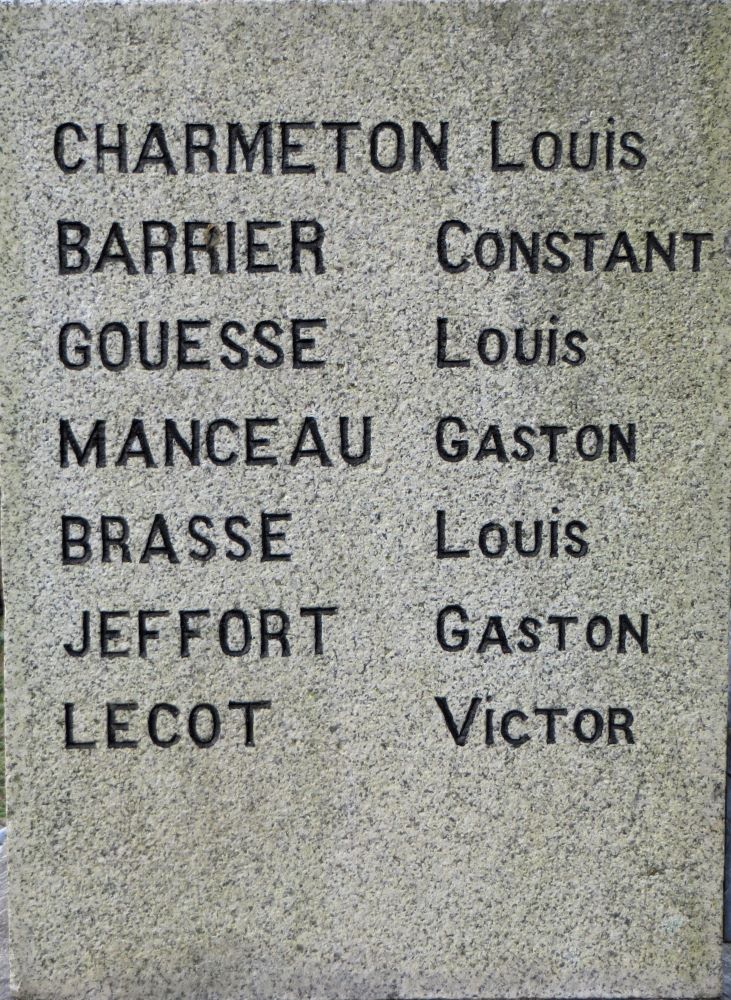 CHARMETON Louis
BARRIER Constant
GOUESSE Louis
MANCEAU Gaston
BRASSE Louis
JEFFORT Gaston
LECOT Victor